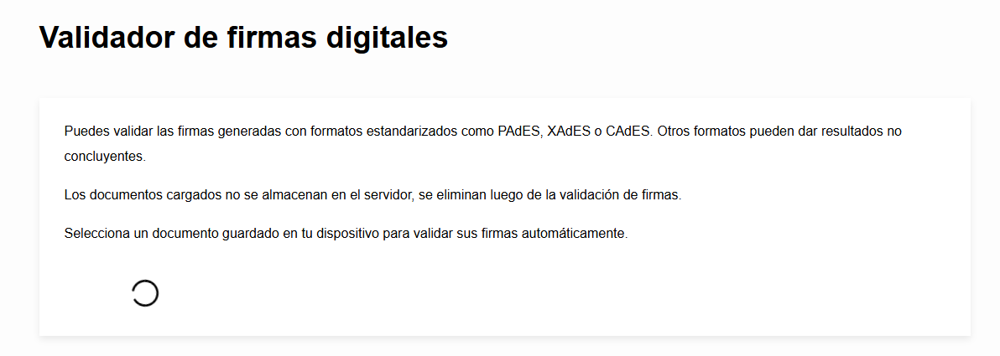 Validador de firmas digitales
Puedes validar las firmas generadas con formatos estandarizados como PAdES, XAdES o CAdES. Otros formatos pueden dar resultados no
concluyentes.
Los documentos cargados no se almacenan en el servidor, se eliminan luego de la validación de firmas.
Selecciona un documento guardado en tu dispositivo para validar sus firmas automáticamente.